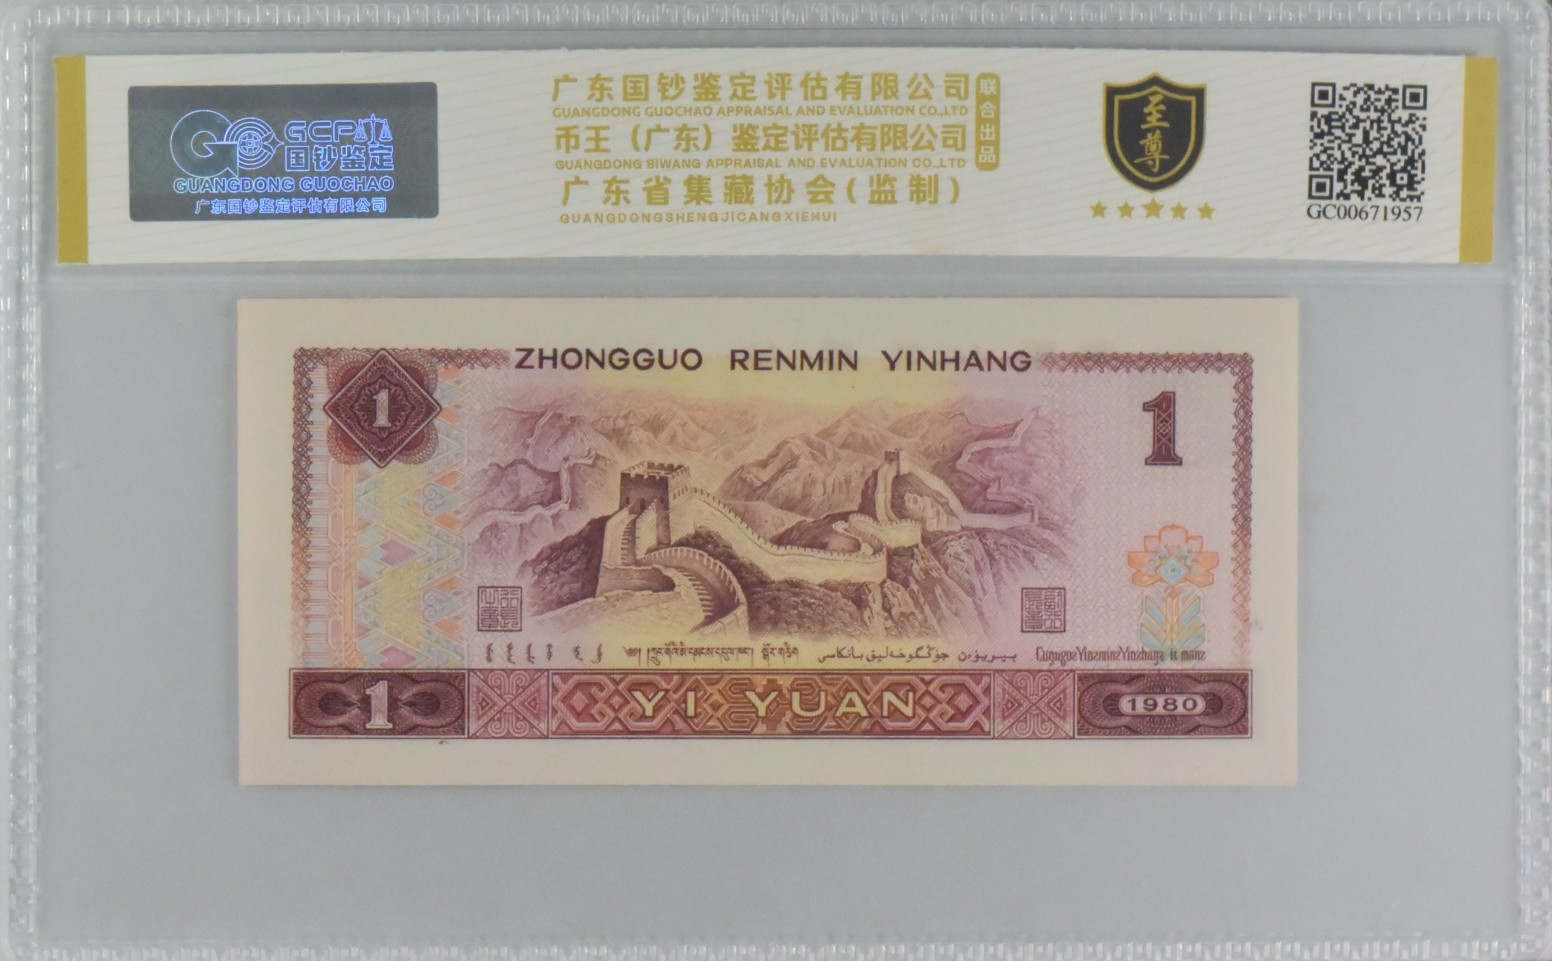 GCP
国钞鉴定
GUANGDONG GUOCHAO
广东国钞鉴定评估有限公司
广东国钞鉴定评估有限公司
GUANGDONG GUOCHAO APPRAISAL AND EVALUATION CO.,LTD
币王（广东）鉴定评估有限公司
GUANGDONG BIWANG APPRAISAL AND EVALUATION CO.,LTD
广东省集藏协会(监制)
GUANGDONGSHENGJICANGXIEHUI
联合出品
至尊
GC00671957
ZHONGGUO RENMIN YINHANG
1
1
1
YI YUAN
1980